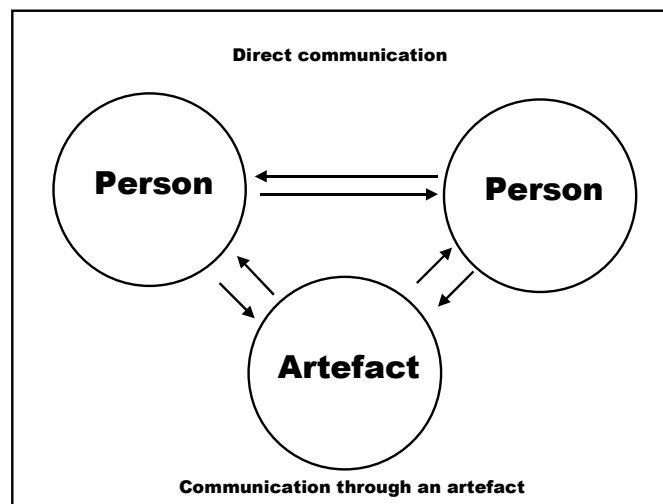 Direct communication
Person
Person
Artefact
Communication through an artefact